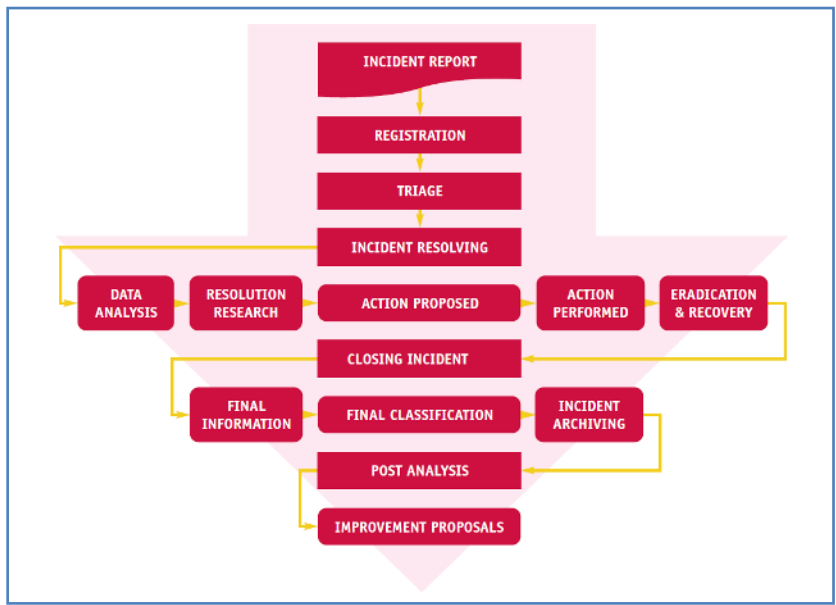 INCIDENT REPORT
REGISTRATION
TRIAGE
INCIDENT RESOLVING
DATA
ANALYSIS
RESOLUTION
RESEARCH
ACTION PROPOSED
ACTION
PERFORMED
ERADICATION
& RECOVERY
CLOSING INCIDENT
FINAL
INFORMATION
FINAL CLASSIFICATION
INCIDENT
ARCHIVING
POST ANALYSIS
IMPROVEMENT PROPOSALS